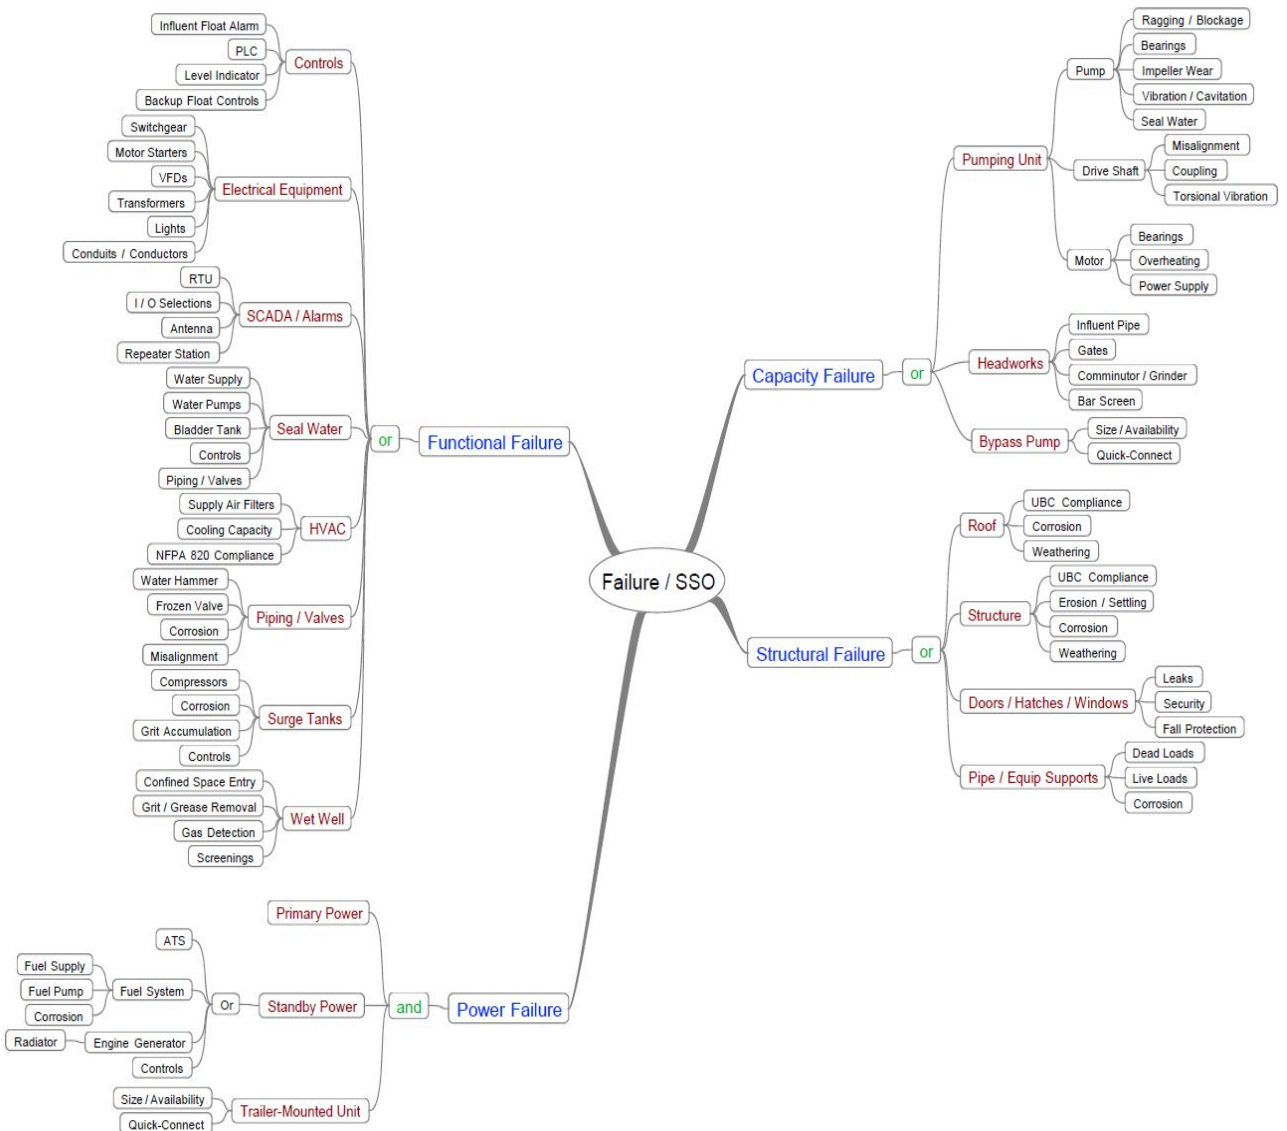 Failure / SSO
Functional Failure
or
Controls
Influent Float Alarm
PLC
Level Indicator
Backup Float Controls
Electrical Equipment
Switchgear
Motor Starters
VFDs
Transformers
Lights
Conduits / Conductors
SCADA / Alarms
RTU
I / O Selections
Antenna
Repeater Station
Seal Water
Water Supply
Water Pumps
Bladder Tank
Controls
Piping / Valves
HVAC
Supply Air Filters
Cooling Capacity
NFPA 820 Compliance
Piping / Valves
Water Hammer
Frozen Valve
Corrosion
Misalignment
Surge Tanks
Compressors
Corrosion
Grit Accumulation
Controls
Wet Well
Confined Space Entry
Grit / Grease Removal
Gas Detection
Screenings
Power Failure
and
Primary Power
Standby Power
Or
ATS
Fuel System
Fuel Supply
Fuel Pump
Corrosion
Engine Generator
Radiator
Controls
Trailer-Mounted Unit
Size / Availability
Quick-Connect
Capacity Failure
or
Pumping Unit
Pump
Ragging / Blockage
Bearings
Impeller Wear
Vibration / Cavitation
Seal Water
Drive Shaft
Misalignment
Coupling
Torsional Vibration
Motor
Bearings
Overheating
Power Supply
Headworks
Influent Pipe
Gates
Comminutor / Grinder
Bar Screen
Bypass Pump
Size / Availability
Quick-Connect
Structural Failure
or
Roof
UBC Compliance
Corrosion
Weathering
Structure
UBC Compliance
Erosion / Settling
Corrosion
Weathering
Doors / Hatches / Windows
Leaks
Security
Fall Protection
Pipe / Equip Supports
Dead Loads
Live Loads
Corrosion